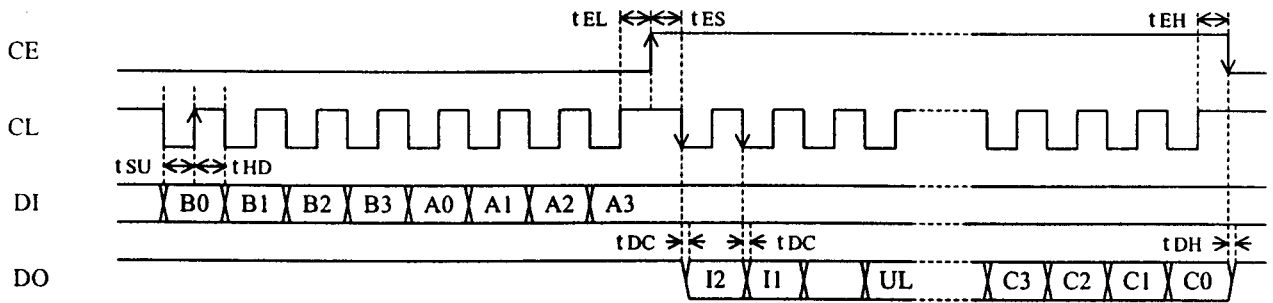 tEL tES tEH
CE
CL
tSU tHD
DI B0 B1 B2 B3 A0 A1 A2 A3
tDC tDC tDH
DO I2 I1 UL C3 C2 C1 C0